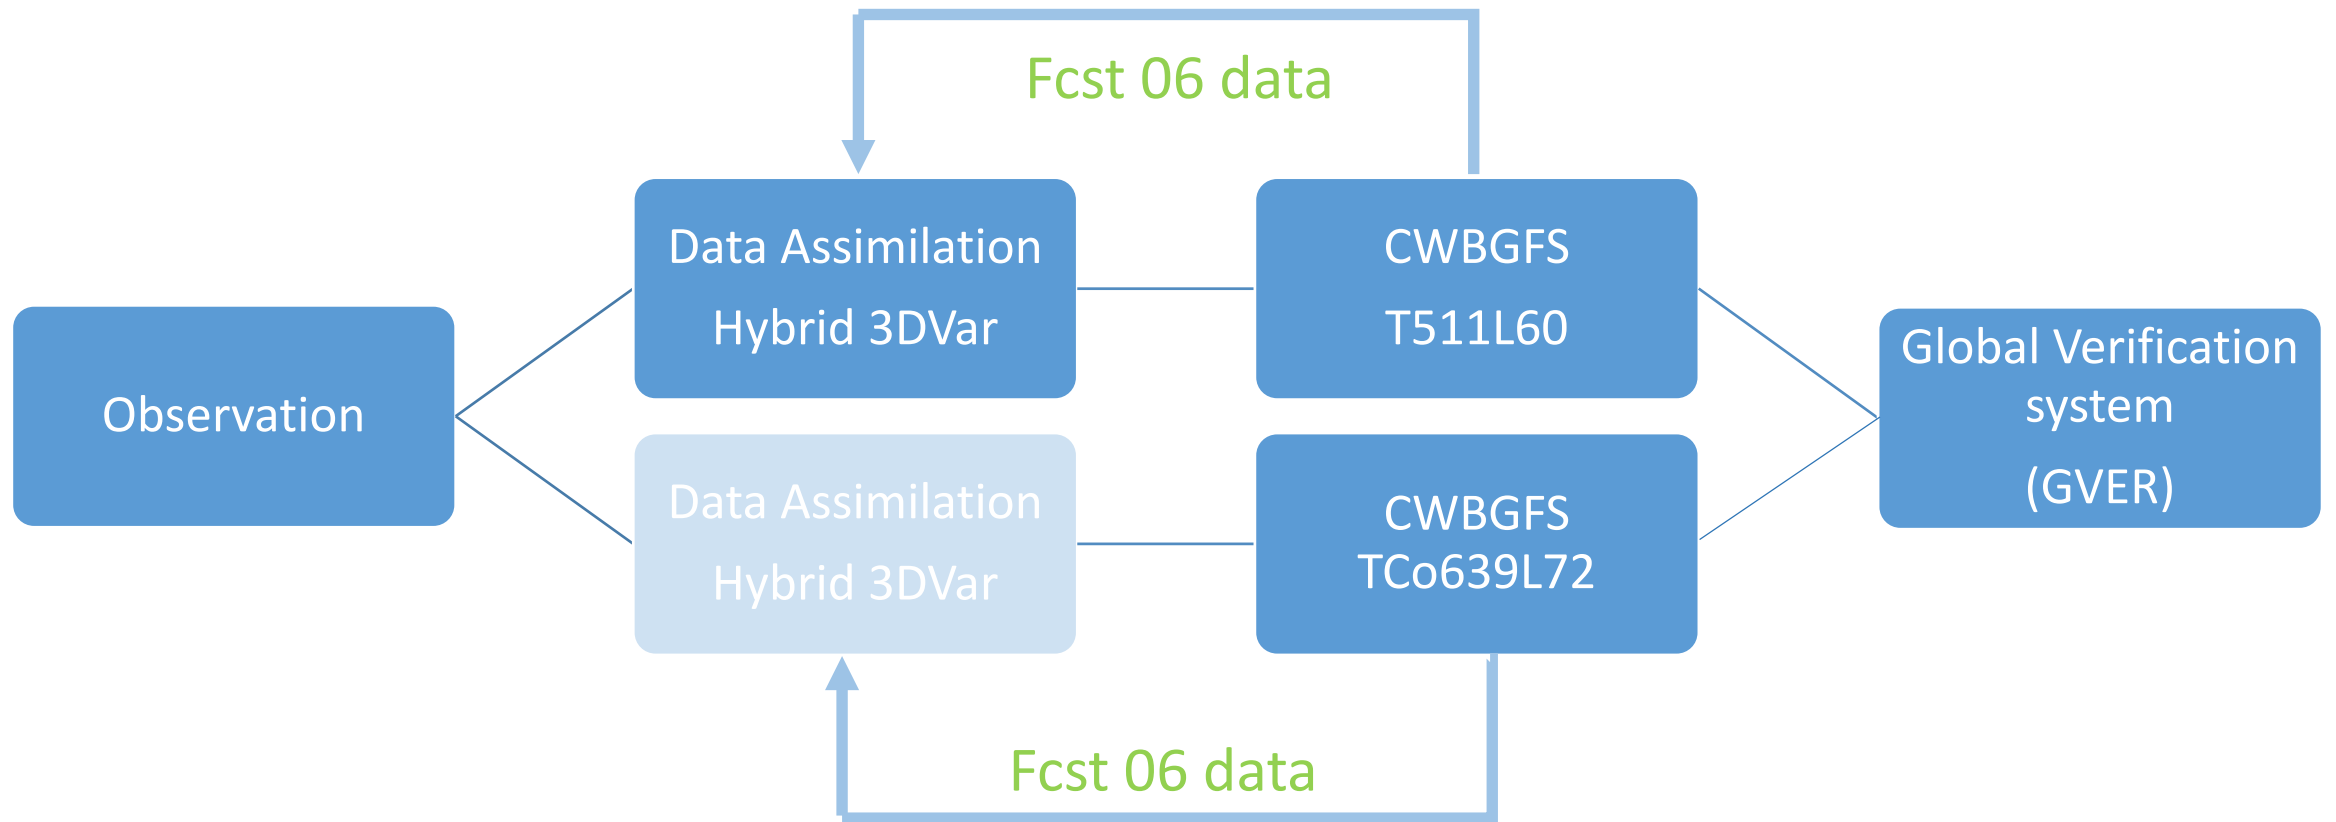 Fcst 06 data
Observation
Data Assimilation
Hybrid 3DVar
CWBGFS
T511L60
Data Assimilation
Hybrid 3DVar
CWBGFS
TCo639L72
Global Verification
system
(GVER)
Fcst 06 data